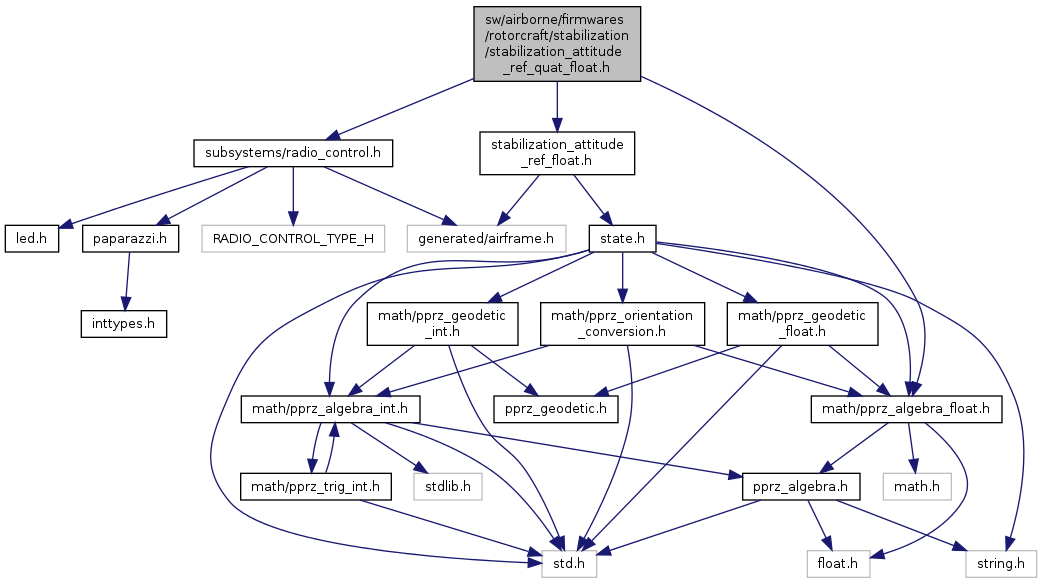 sw/airborne/firmwares
/rotorcraft/stabilization
/stabilization_attitude
_ref_quat_float.h
subsystems/radio_control.h
stabilization_attitude
_ref_float.h
led.h
paparazzi.h
RADIO_CONTROL_TYPE_H
generated/airframe.h
state.h
inttypes.h
math/pprz_geodetic
_int.h
math/pprz_orientation
_conversion.h
math/pprz_geodetic
_float.h
math/pprz_algebra_int.h
pprz_geodetic.h
math/pprz_algebra_float.h
math/pprz_trig_int.h
stdlib.h
pprz_algebra.h
math.h
std.h
float.h
string.h